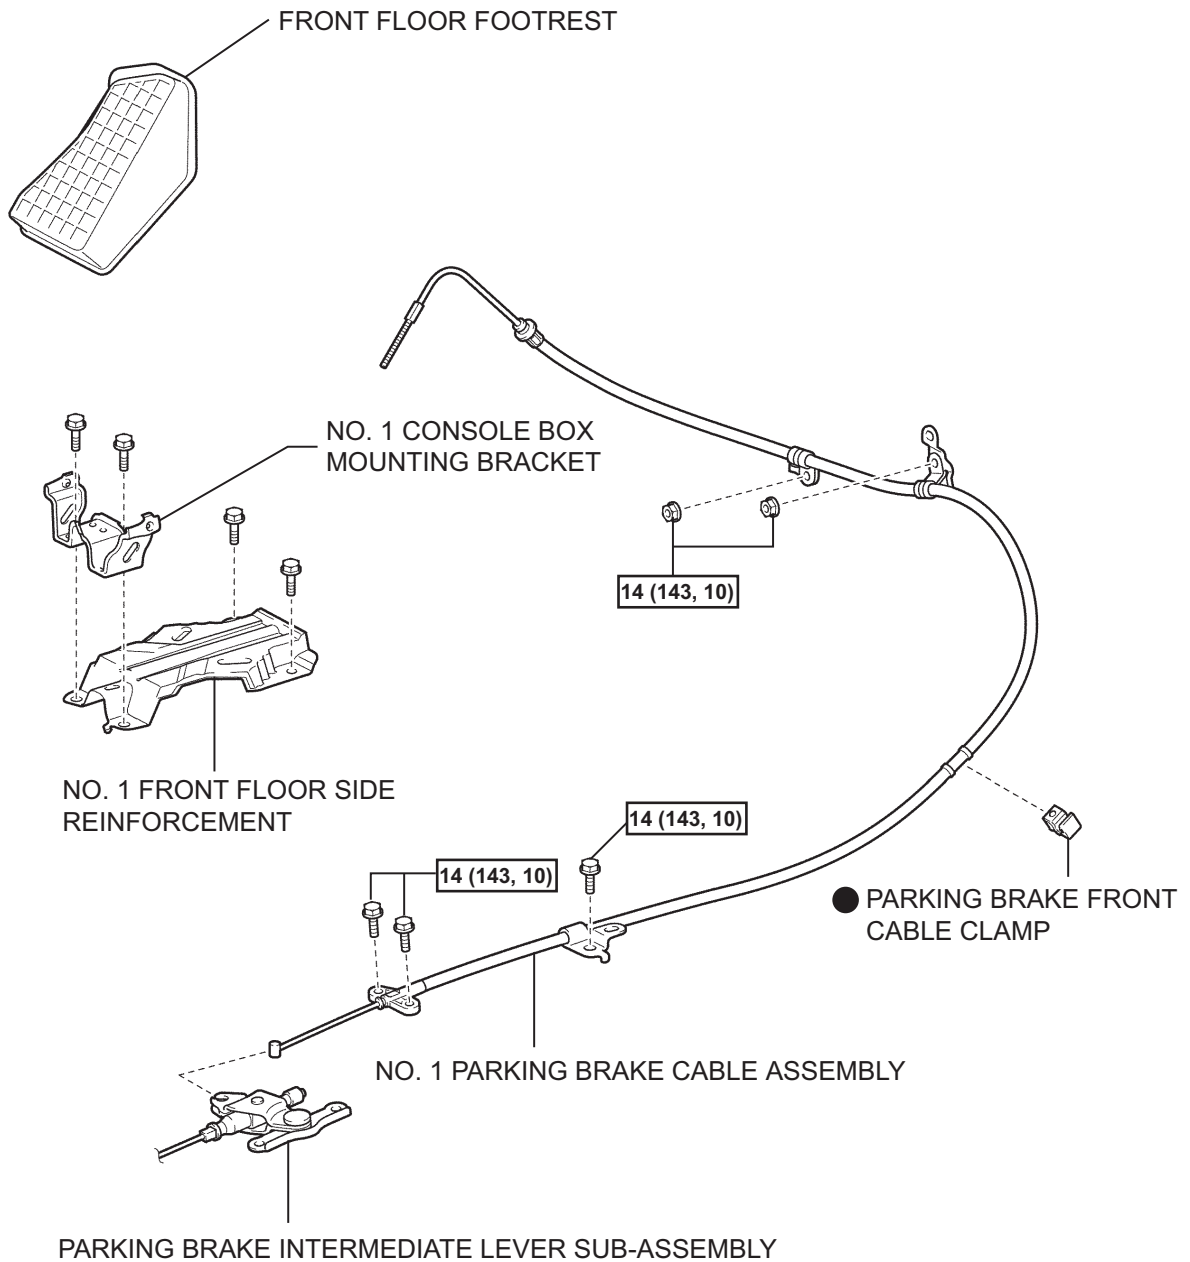 FRONT FLOOR FOOTREST
NO. 1 CONSOLE BOX
MOUNTING BRACKET
14 (143, 10)
NO. 1 FRONT FLOOR SIDE
REINFORCEMENT
14 (143, 10)
14 (143, 10)
● PARKING BRAKE FRONT
CABLE CLAMP
NO. 1 PARKING BRAKE CABLE ASSEMBLY
PARKING BRAKE INTERMEDIATE LEVER SUB-ASSEMBLY